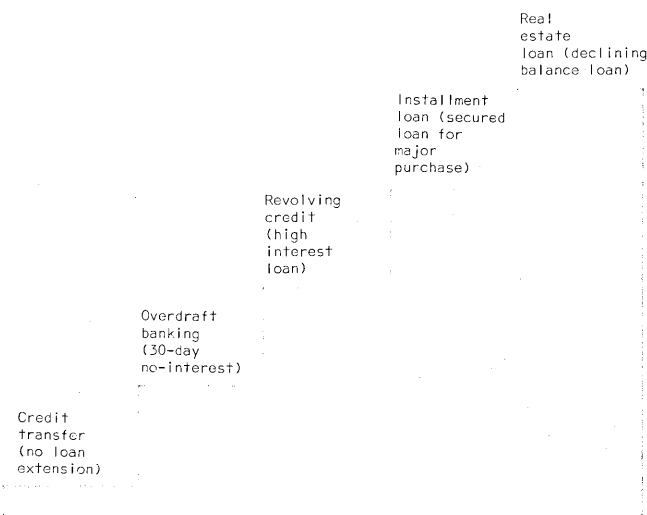 Real
estate
loan (declining
balance loan)
Installment
loan (secured
loan for
major
purchase)
Revolving
credit
(high
interest
loan)
Overdraft
banking
(30-day
no-interest)
Credit
transfer
(no loan
extension)